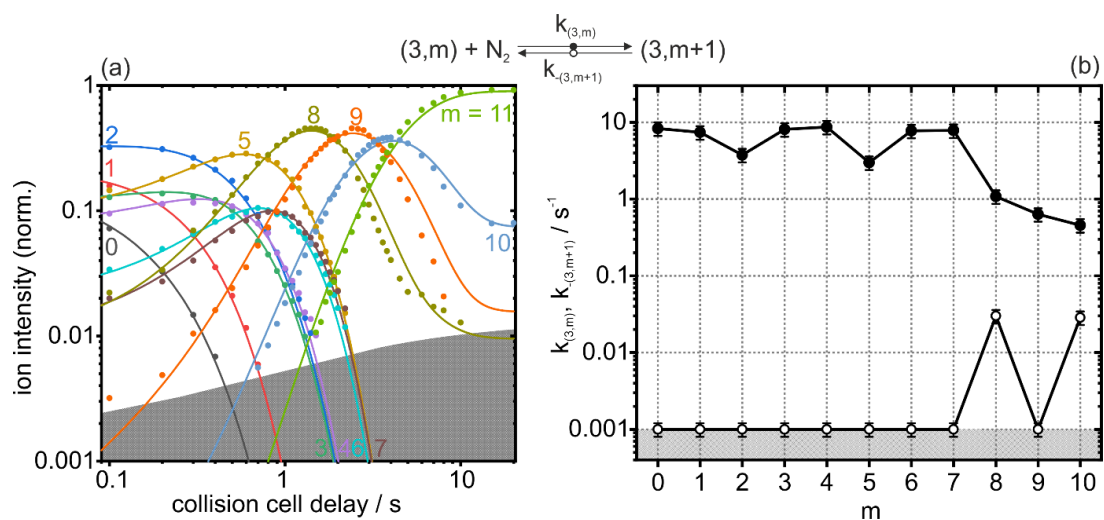 k(3,m)
(3,m) + N2 (3,m+1)
k-(3,m+1)
(a)
(b)
1
0.1
0.01
0.001
ion intensity (norm.)
2
1
0
5
8
9
m = 11
10
3
4
6
7
0.1 1 10
collision cell delay / s
10
1
0.1
0.01
0.001
k(3,m), k-(3,m+1) / s-1
0 1 2 3 4 5 6 7 8 9 10
m